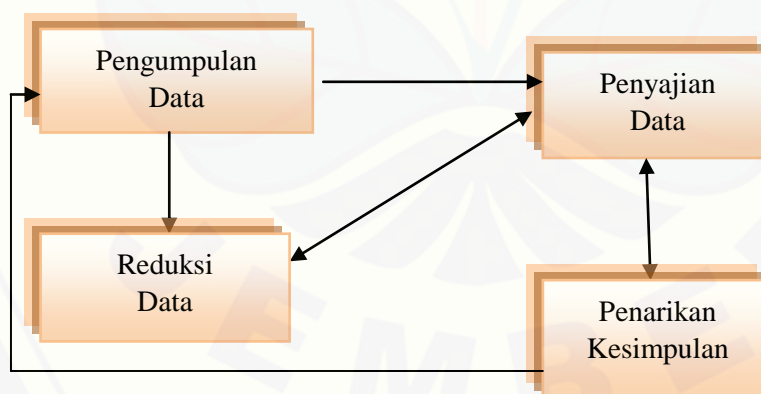 Pengumpulan
Data
Penyajian
Data
Reduksi
Data
Penarikan
Kesimpulan